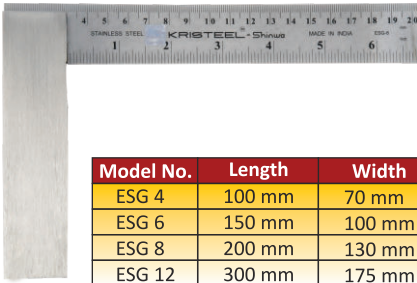 4 5 6 7 8 9 10 11 12 13 14 15 16 17 18 19 20
STAINLESS STEEL KRISTEEL®-Shinwa MADE IN INDIA ESG-6
1 2 3 4 5 6
Model No. Length Width
ESG 4 100 mm 70 mm
ESG 6 150 mm 100 mm
ESG 8 200 mm 130 mm
ESG 12 300 mm 175 mm